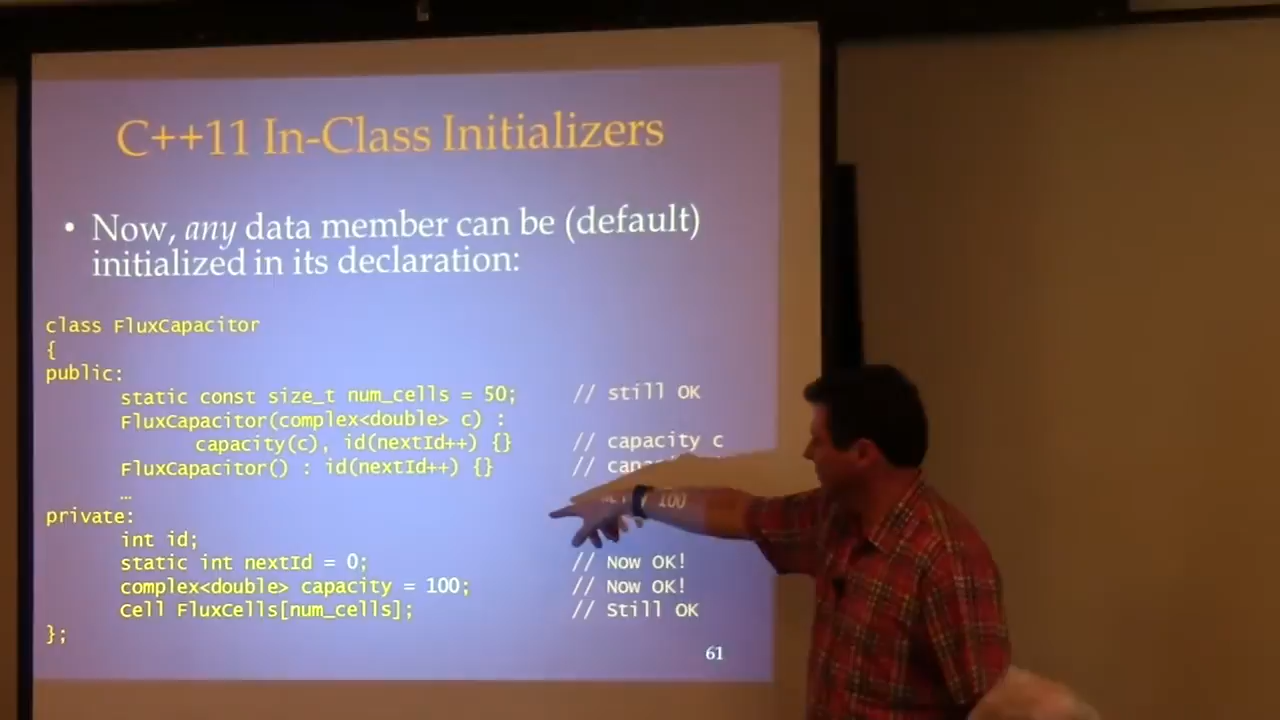 C++11 In-Class Initializers
• Now, any data member can be (default)
initialized in its declaration:
class FluxCapacitor
{
public:
static const size_t num_cells = 50; // still OK
FluxCapacitor(complex<double> c) :
capacity(c), id(nextId++) {} // capacity c
FluxCapacitor() : id(nextId++) {} //
… 100
private:
int id;
static int nextId = 0; // Now OK!
complex<double> capacity = 100; // Now OK!
Cell FluxCells[num_cells]; // Still OK
};
61